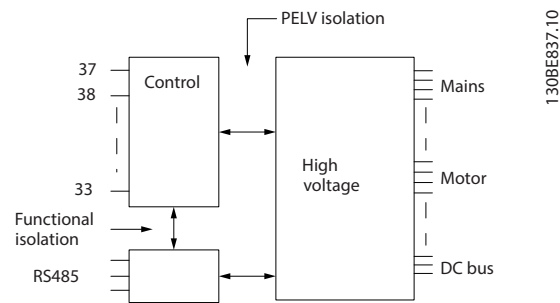 PELV isolation
130BE837.10
37
Control
38
Mains
33
High
voltage
Motor
Functional
isolation
RS485
DC bus